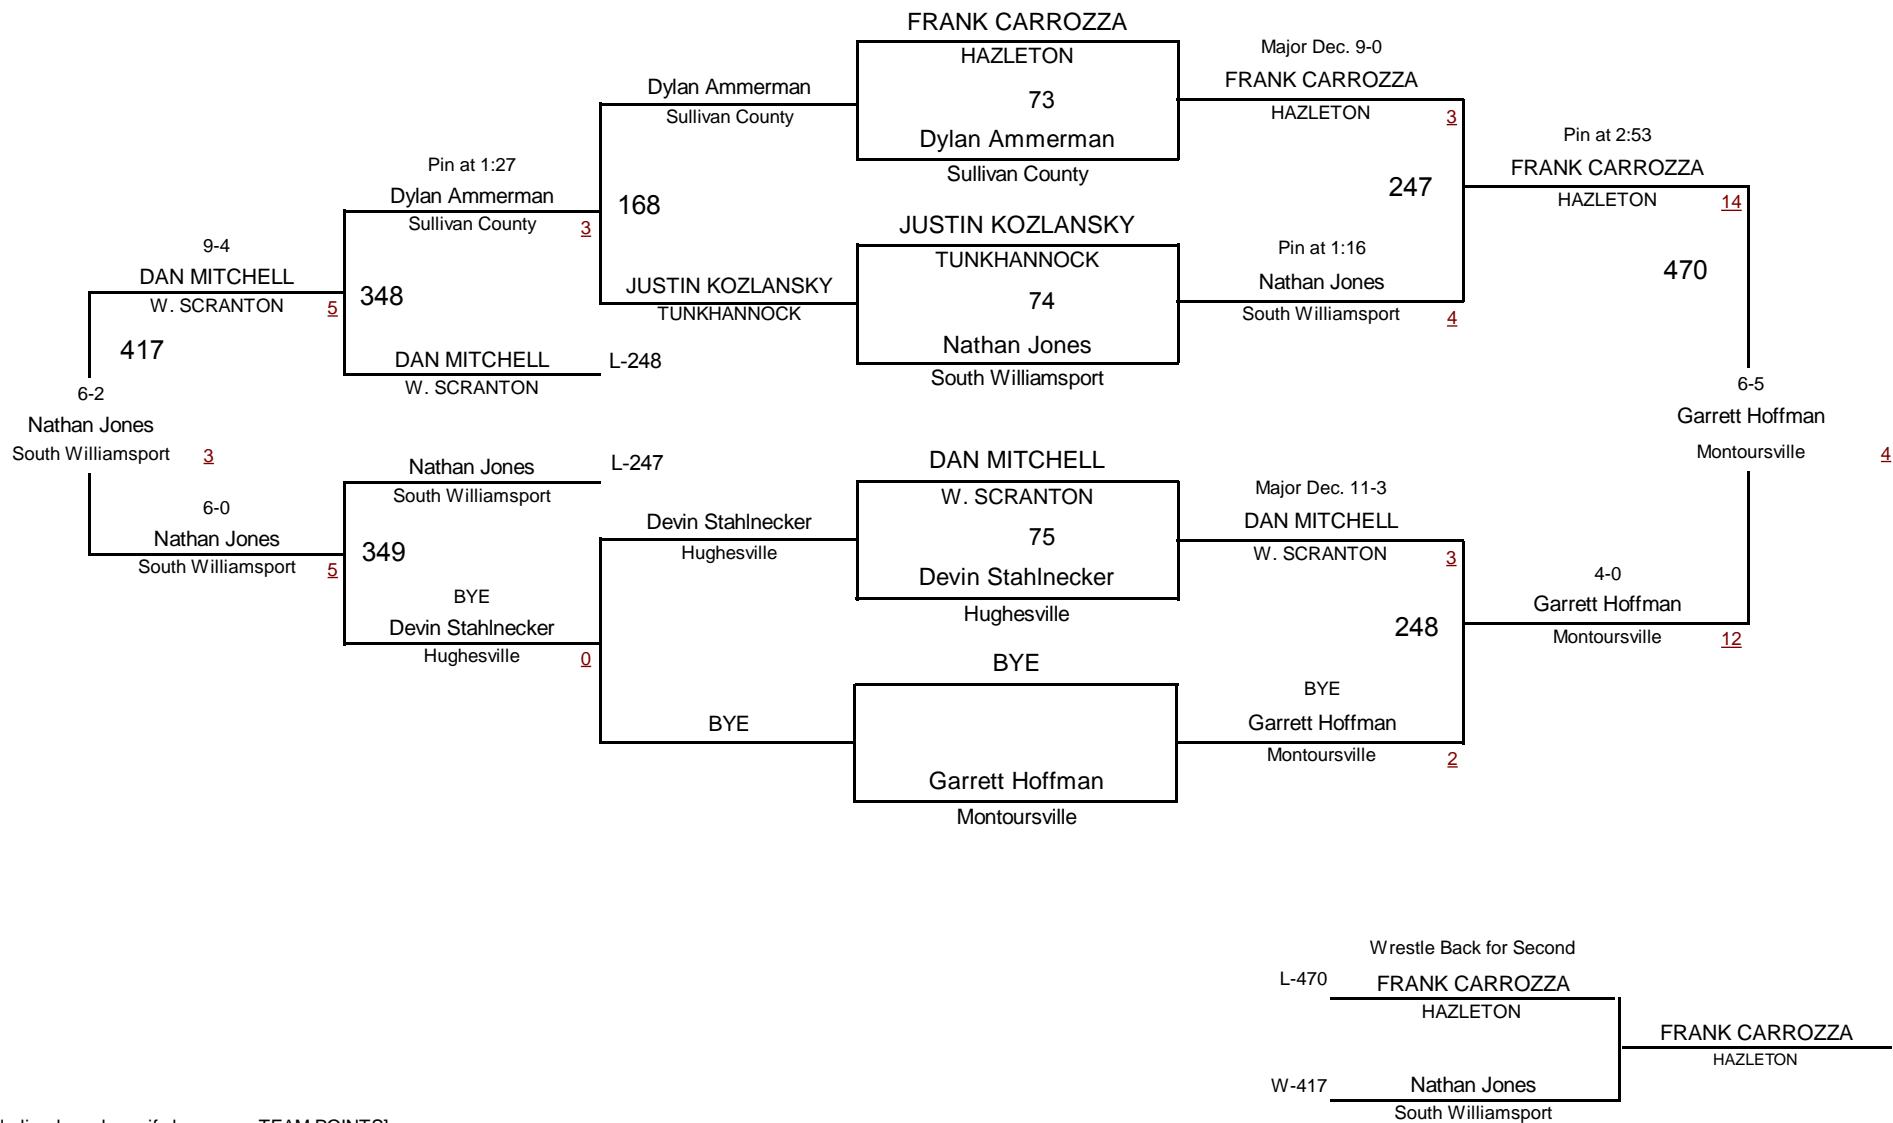 FRANK CARROZZA
HAZLETON
73
Dylan Ammerman
Sullivan County
JUSTIN KOZLANSKY
TUNKHANNOCK
74
Nathan Jones
South Williamsport
DAN MITCHELL
W. SCRANTON
75
Devin Stahlnecker
Hughesville
BYE
Garrett Hoffman
Montoursville
Major Dec. 9-0
FRANK CARROZZA
HAZLETON
3
247
Pin at 1:16
Nathan Jones
South Williamsport
4
Major Dec. 11-3
DAN MITCHELL
W. SCRANTON
3
248
BYE
Garrett Hoffman
Montoursville
2
Pin at 2:53
FRANK CARROZZA
HAZLETON
14
470
4-0
Garrett Hoffman
Montoursville
12
6-5
Garrett Hoffman
Montoursville
4
Dylan Ammerman
Sullivan County
168
JUSTIN KOZLANSKY
TUNKHANNOCK
Devin Stahlnecker
Hughesville
BYE
Pin at 1:27
Dylan Ammerman
Sullivan County
3
348
DAN MITCHELL
W. SCRANTON
L-248
Nathan Jones
South Williamsport
L-247
349
BYE
Devin Stahlnecker
Hughesville
0
9-4
DAN MITCHELL
W. SCRANTON
5
417
6-0
Nathan Jones
South Williamsport
5
6-2
Nathan Jones
South Williamsport
3
Wrestle Back for Second
L-470
FRANK CARROZZA
HAZLETON
W-417
Nathan Jones
South Williamsport
FRANK CARROZZA
HAZLETON
TEAM POINTS]